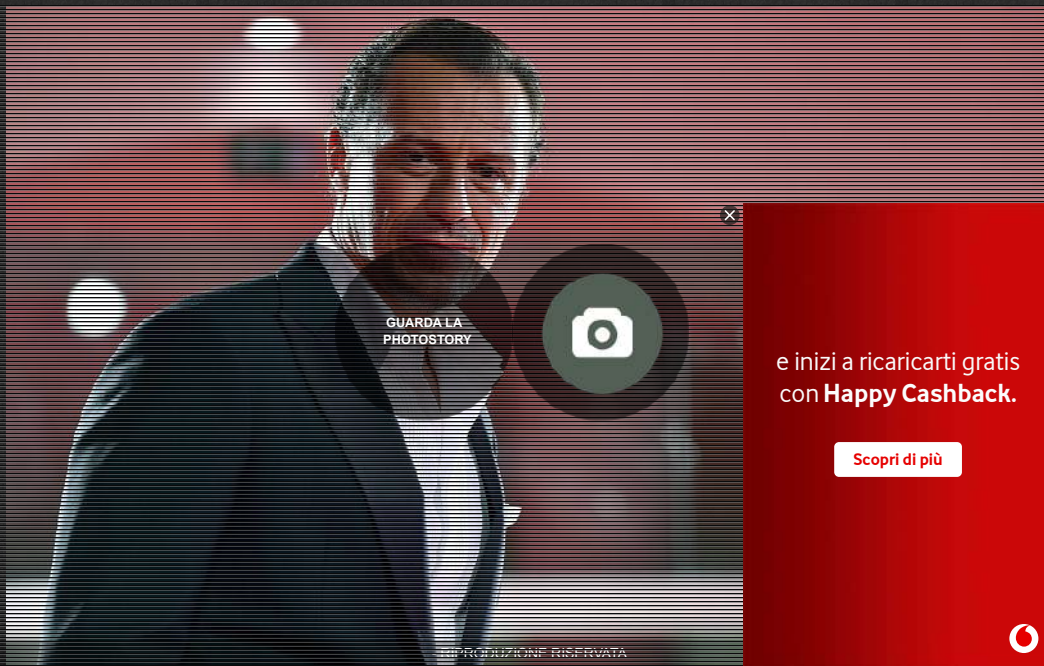 GUARDA LA
PHOTOSTORY
e inizi a ricaricarti gratis
con Happy Cashback.
Scopri di più
RIPRODUZIONE RISERVATA